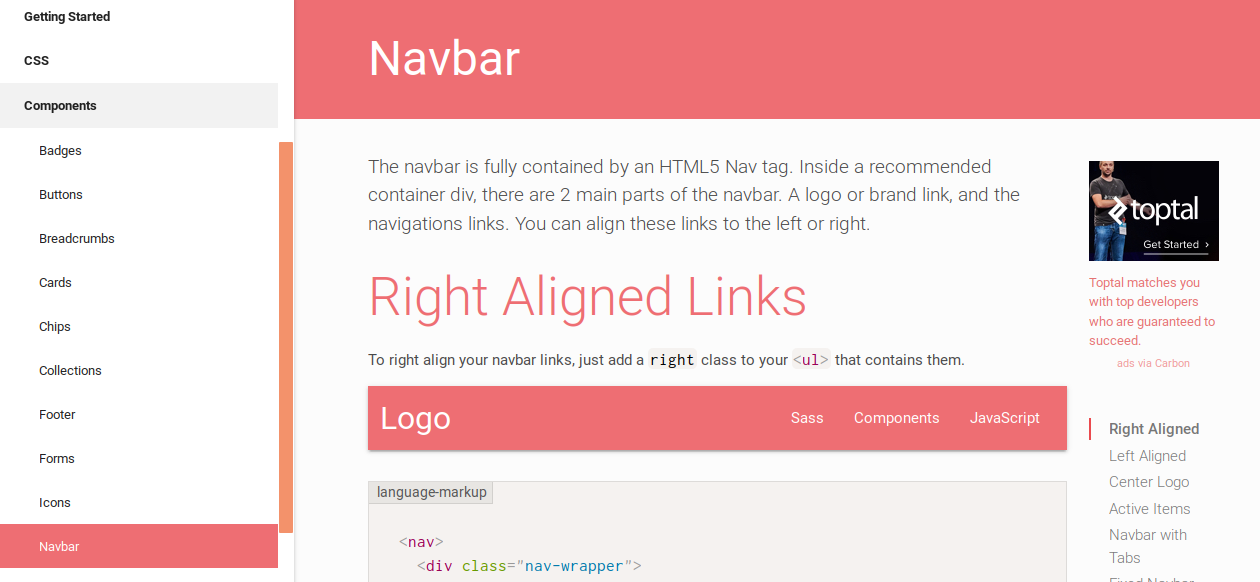 Getting Started
CSS
Components
Badges
Buttons
Breadcrumbs
Cards
Chips
Collections
Footer
Forms
Icons
Navbar
Navbar
The navbar is fully contained by an HTML5 Nav tag. Inside a recommended
container div, there are 2 main parts of the navbar. A logo or brand link, and the
navigations links. You can align these links to the left or right.
Right Aligned Links
To right align your navbar links, just add a right class to your <ul> that contains them.
Logo
Sass
Components
JavaScript
language-markup
<nav>
<div class="nav-wrapper">
toptal
Get Started ›
Toptal matches you
with top developers
who are guaranteed to
succeed.
ads via Carbon
Right Aligned
Left Aligned
Center Logo
Active Items
Navbar with
Tabs
Fixed Navbar